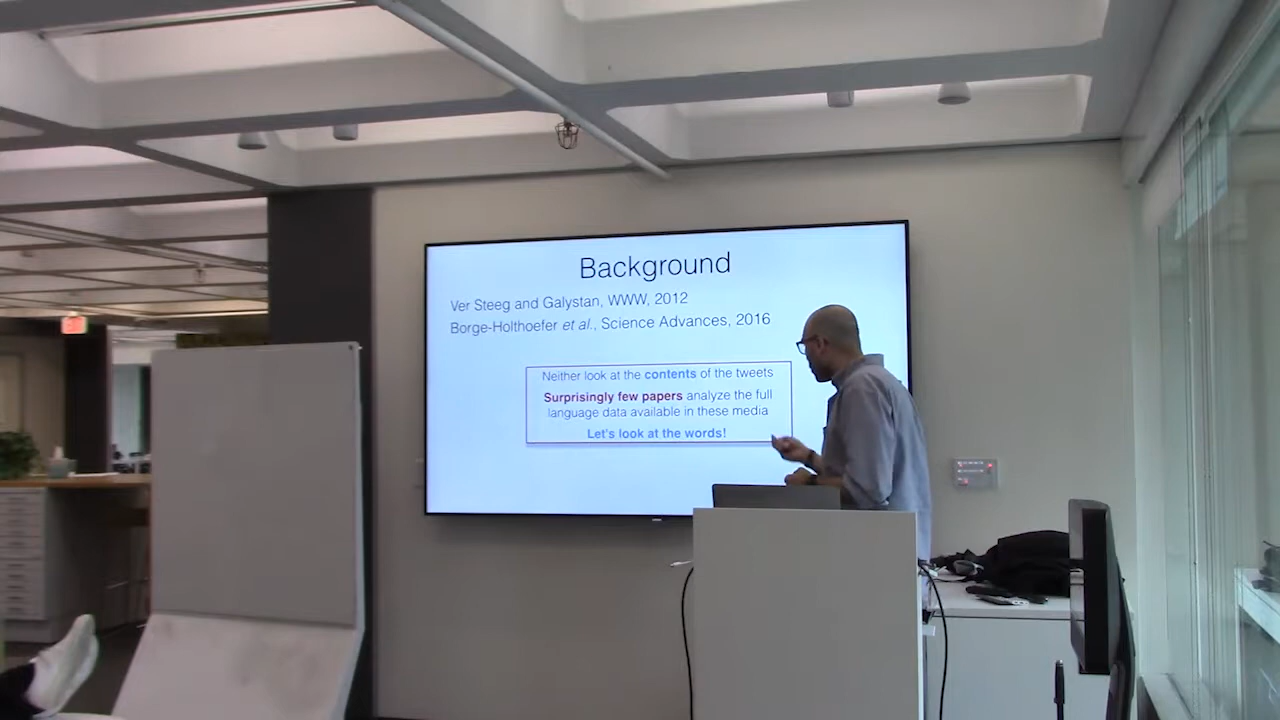 Background
Ver Steeg and Galystan, WWW, 2012
Borge-Holthoefer et al., Science Advances, 2016
Neither look at the contents of the tweets
Surprisingly few papers analyze the full
language data available in these media
Let's look at the words!